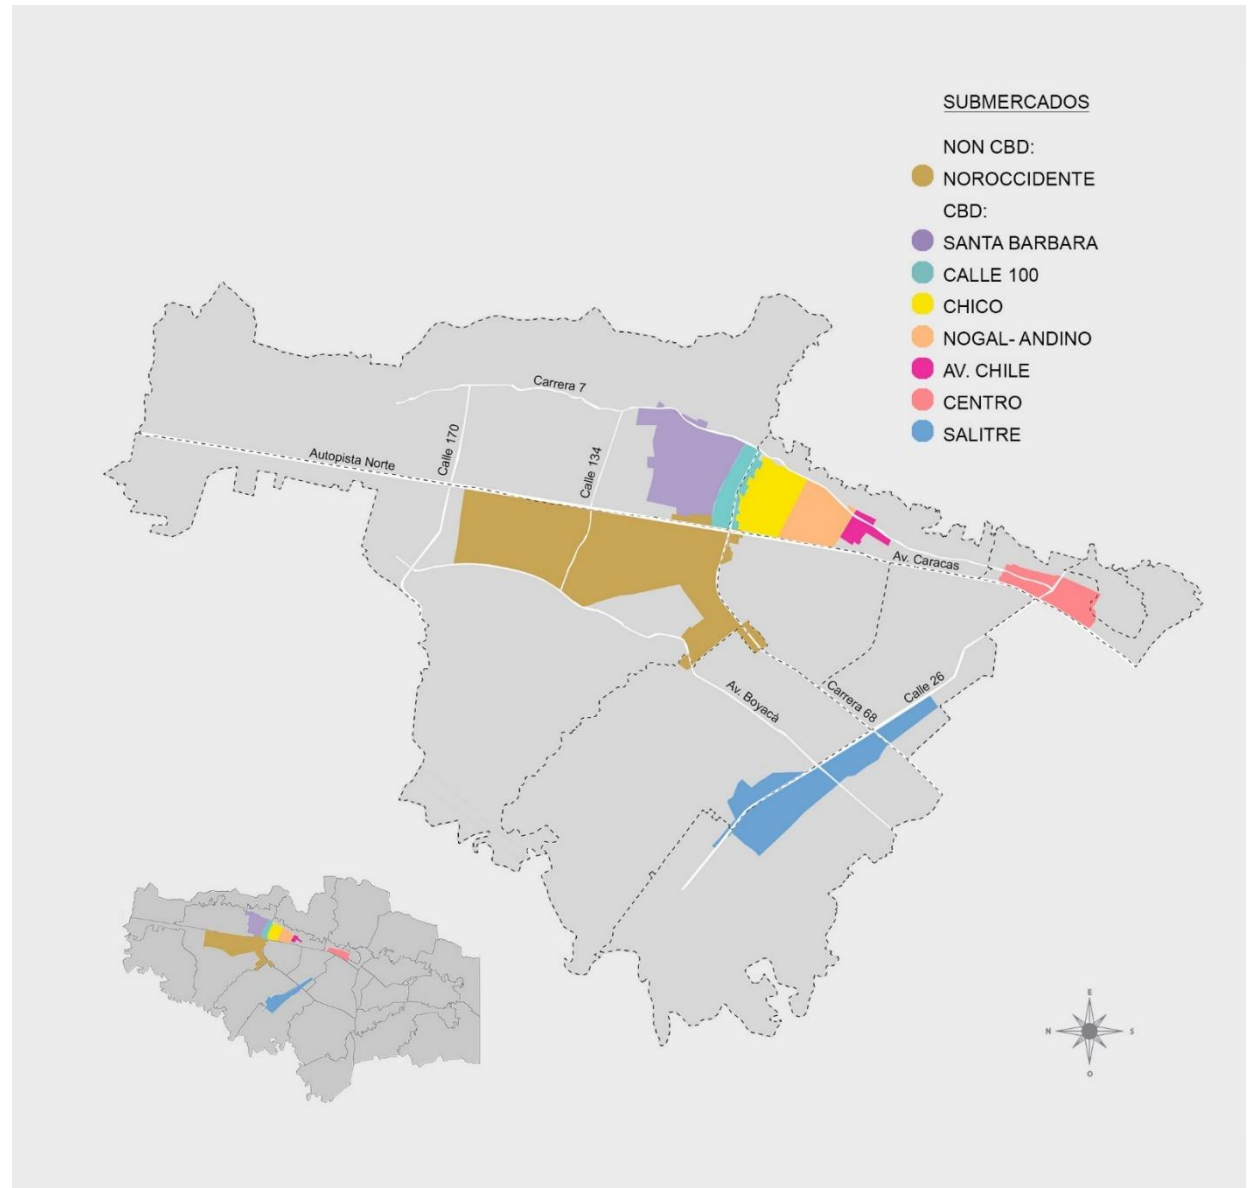 SUBMERCADOS
NON CBD:
NOROCCIDENTE
CBD:
SANTA BARBARA
CALLE 100
CHICO
NOGAL- ANDINO
AV. CHILE
CENTRO
SALITRE
Carrera 7
Calle 170
Autopista Norte
Calle 134
Av. Caracas
Av. Boyacá
Carrera 68
Calle 26
E
N
S
O